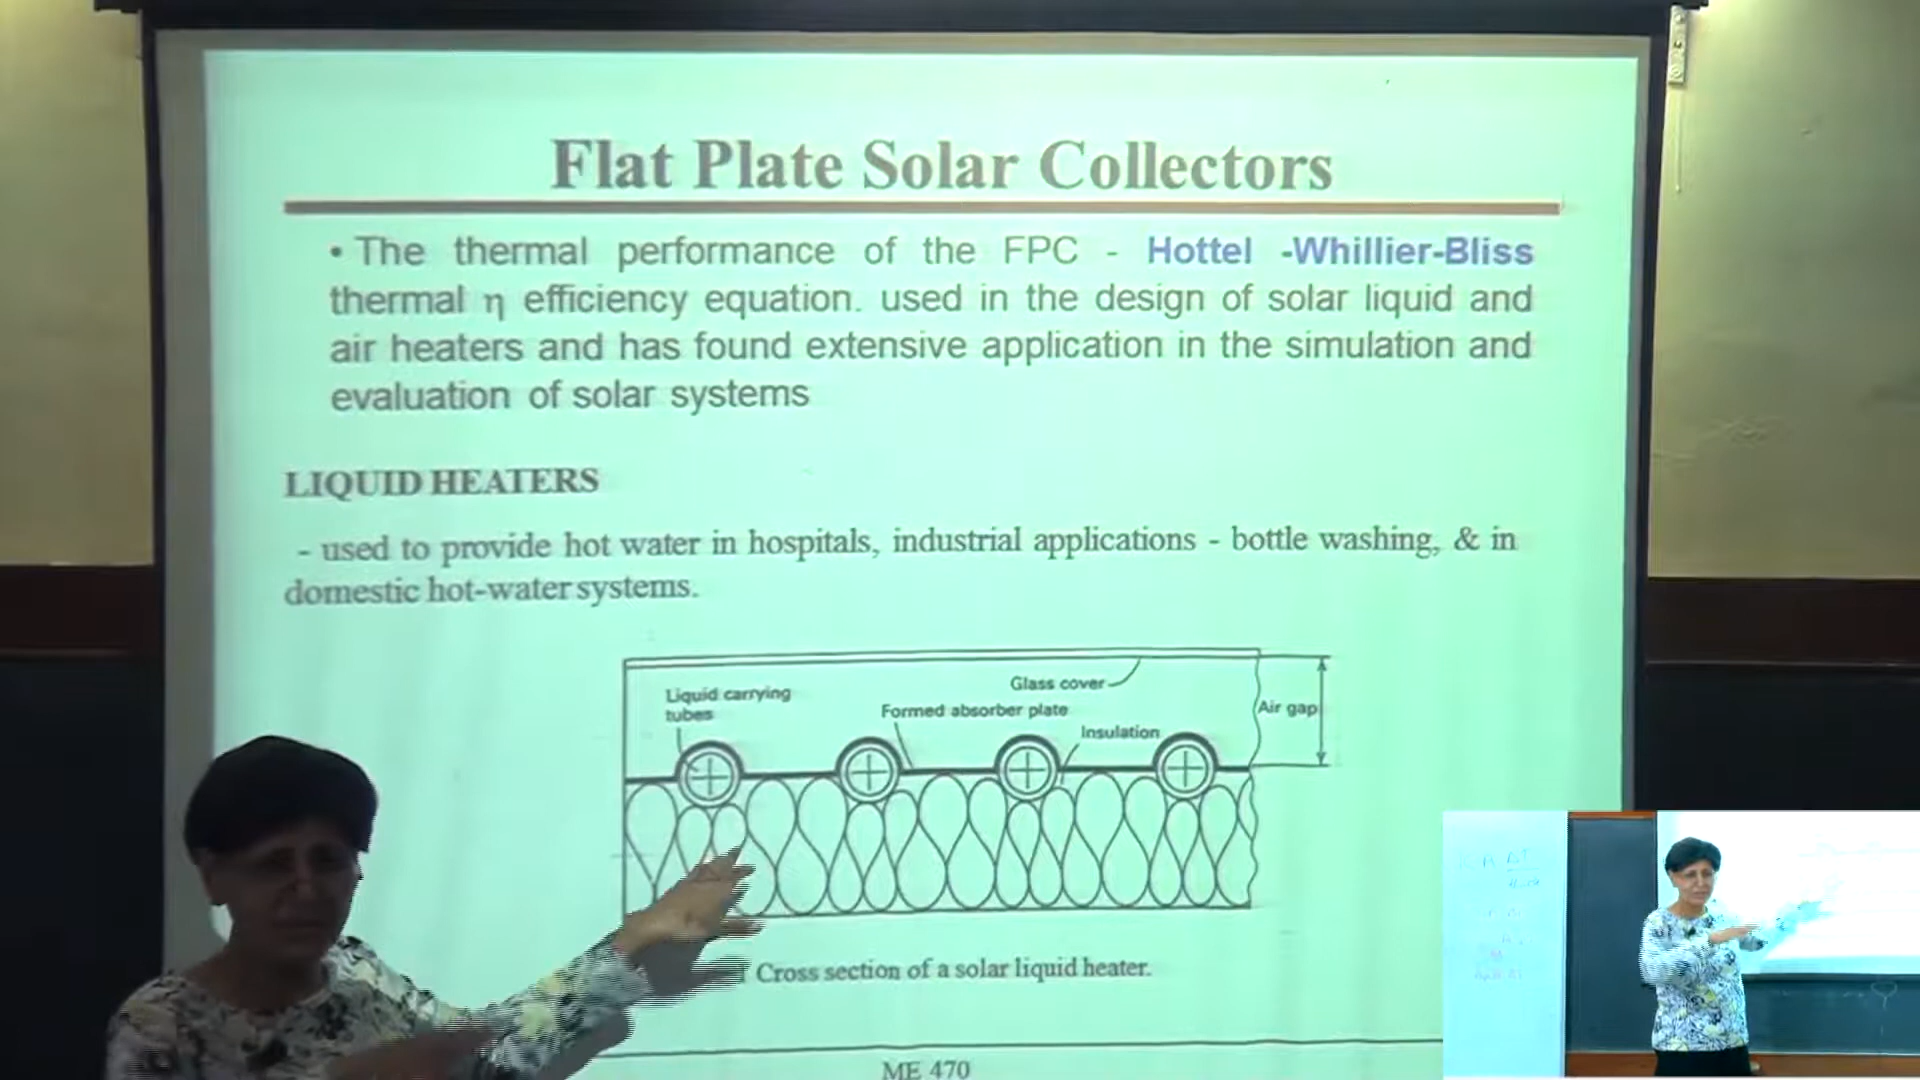 Flat Plate Solar Collectors
• The thermal performance of the FPC - Hottel -Whillier-Bliss
thermal η efficiency equation. used in the design of solar liquid and
air heaters and has found extensive application in the simulation and
evaluation of solar systems
LIQUID HEATERS
- used to provide hot water in hospitals, industrial applications - bottle washing, & in
domestic hot-water systems.
Glass cover
Liquid carrying
tubes
Formed absorber plate
Air gap
Insulation
Cross section of a solar liquid heater.
ME 470